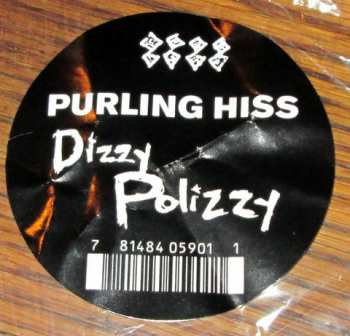 PURLING HISS
Dizzy
Polizzy
7 81484 05901 1